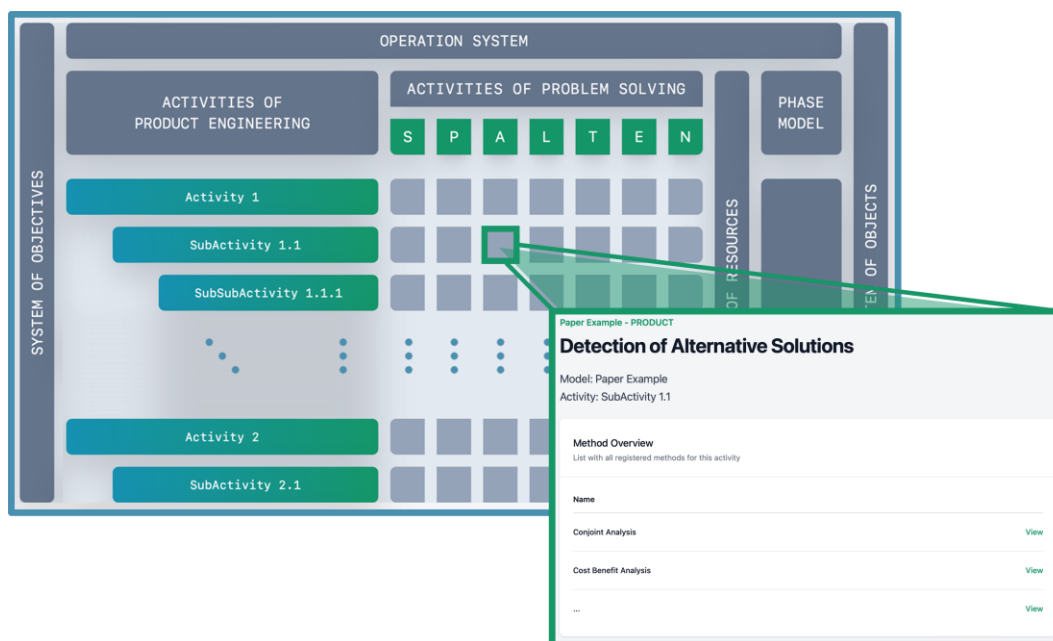 OPERATION SYSTEM
SYSTEM OF OBJECTIVES
ACTIVITIES OF
PRODUCT ENGINEERING
ACTIVITIES OF PROBLEM SOLVING
S P A L T E N
OF RESOURCES
PHASE
MODEL
TEM OF OBJECTS
Activity 1
SubActivity 1.1
SubSubActivity 1.1.1
Activity 2
SubActivity 2.1
Paper Example - PRODUCT
Detection of Alternative Solutions
Model: Paper Example
Activity: SubActivity 1.1
Method Overview
List with all registered methods for this activity
Name
Conjoint Analysis View
Cost Benefit Analysis View
... View